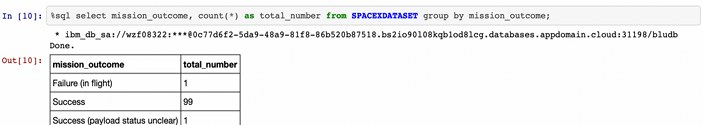 In [10]: %sql select mission_outcome, count(*) as total_number from SPACEXDATASET group by mission_outcome;
* ibm_db_sa://wzf08322:***@0c77d6f2-5da9-48a9-81f8-86b520b87518.bs2io90l08kqb1od8lcg.databases.appdomain.cloud:31198/bludb
Done.
Out[10]:
mission_outcome total_number
Failure (in flight) 1
Success 99
Success (payload status unclear) 1